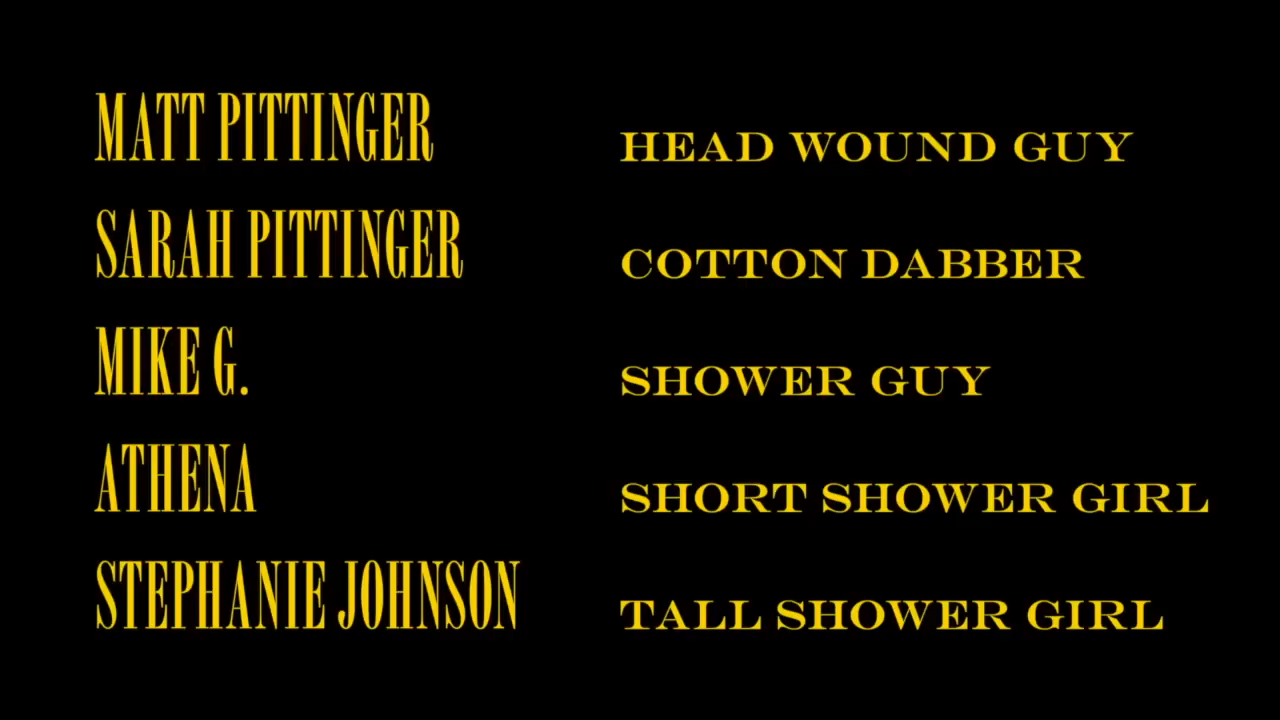 MATT PITTINGER HEAD WOUND GUY
SARAH PITTINGER COTTON DABBER
MIKE G. SHOWER GUY
ATHENA SHORT SHOWER GIRL
STEPHANIE JOHNSON TALL SHOWER GIRL